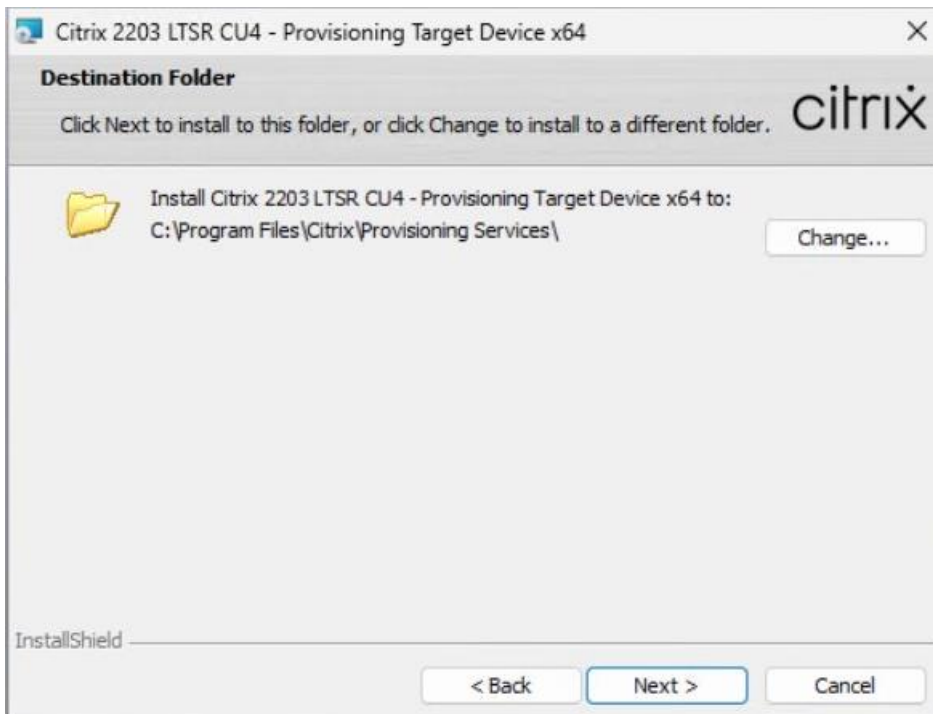 Citrix 2203 LTSR CU4 - Provisioning Target Device x64
Destination Folder
Click Next to install to this folder, or click Change to install to a different folder.
citrix
Install Citrix 2203 LTSR CU4 - Provisioning Target Device x64 to:
C:\Program Files\Citrix\Provisioning Services\
Change...
InstallShield
< Back
Next >
Cancel